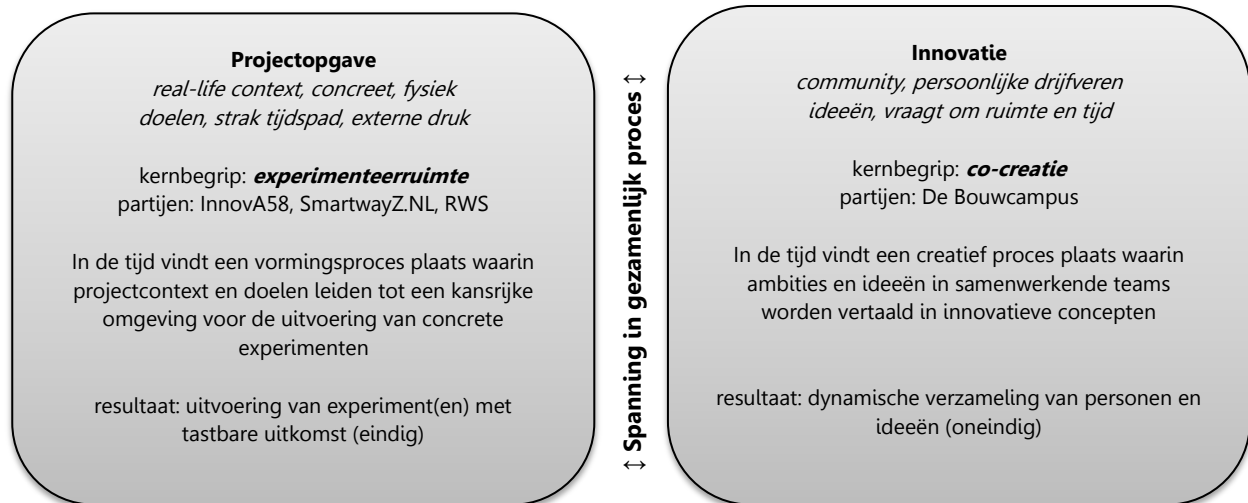 Projectopgave
real-life context, concreet, fysiek
doelen, strak tijdspad, externe druk
kernbegrip: experimenteerruimte
partijen: InnovA58, SmartwayZ.NL, RWS
In de tijd vindt een vormingsproces plaats waarin
projectcontext en doelen leiden tot een kansrijke
omgeving voor de uitvoering van concrete
experimenten
resultaat: uitvoering van experiment(en) met
tastbare uitkomst (eindig)
↔ Spanning in gezamenlijk proces ↔
Innovatie
community, persoonlijke drijfveren
ideeën, vraagt om ruimte en tijd
kernbegrip: co-creatie
partijen: De Bouwcampus
In de tijd vindt een creatief proces plaats waarin
ambities en ideeën in samenwerkende teams
worden vertaald in innovatieve concepten
resultaat: dynamische verzameling van personen en
ideeën (oneindig)